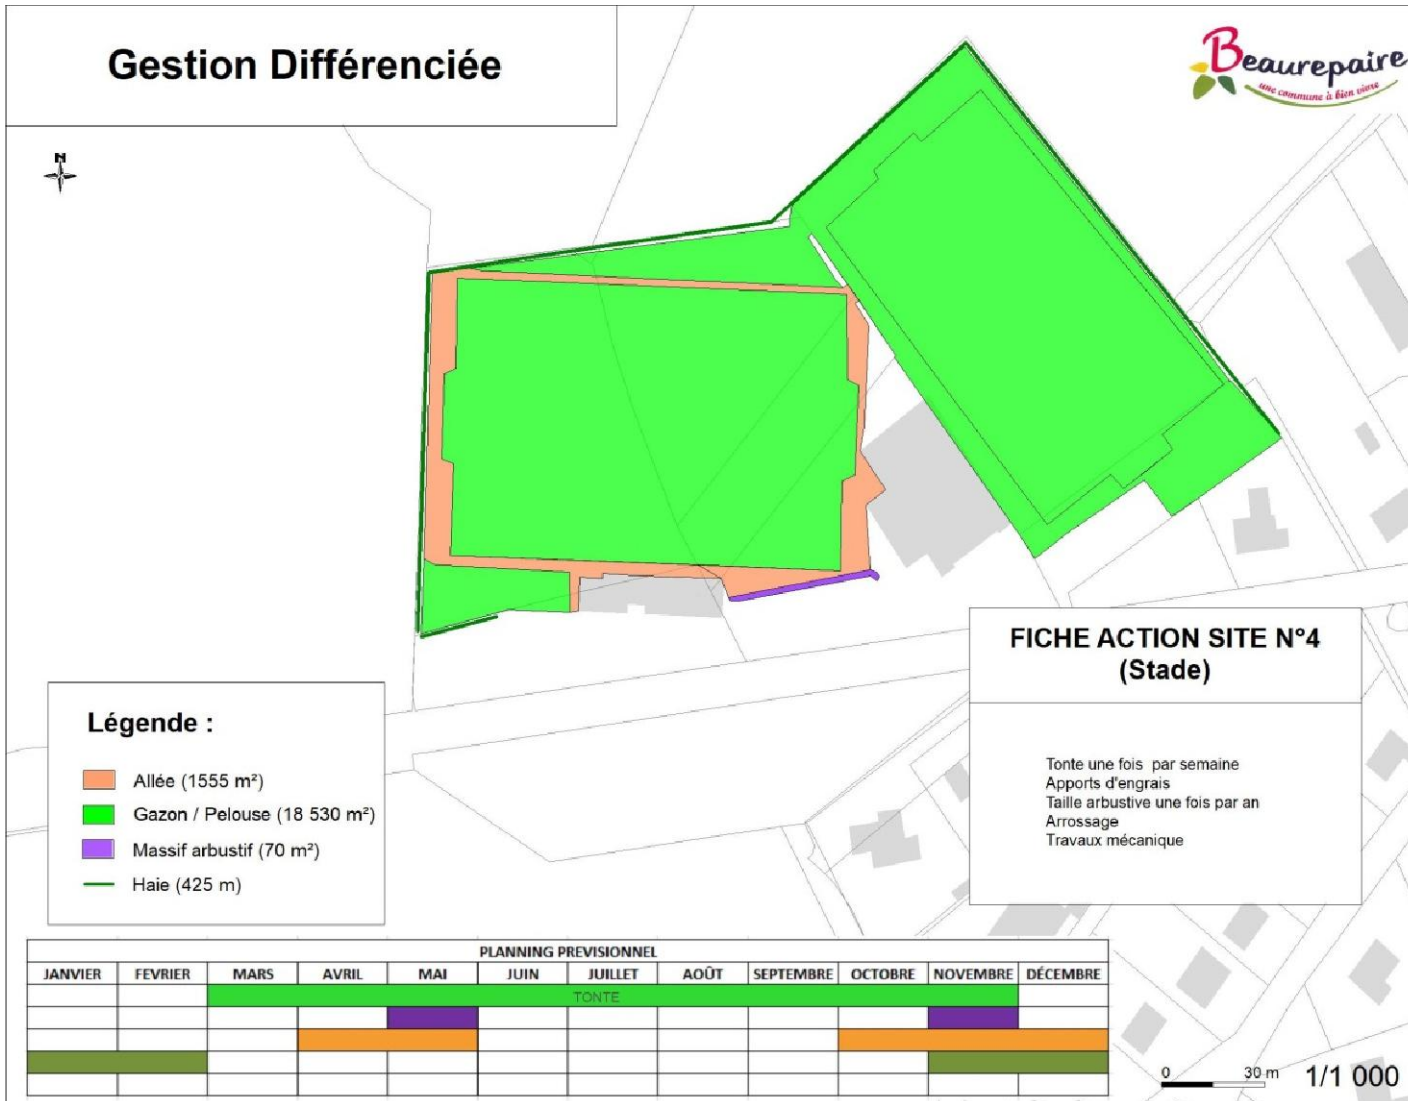 Gestion Différenciée
Beaurepaire
une commune à bien vivre
N
FICHE ACTION SITE N°4
(Stade)
Tonte une fois par semaine
Apports d'engrais
Taille arbustive une fois par an
Arrossage
Travaux mécanique
Légende :
Allée (1555 m²)
Gazon / Pelouse (18 530 m²)
Massif arbustif (70 m²)
Haie (425 m)
PLANNING PREVISIONNEL
JANVIER FEVRIER MARS AVRIL MAI JUIN JUILLET AOÛT SEPTEMBRE OCTOBRE NOVEMBRE DÉCEMBRE
TONTE
0 30 m 1/1 000